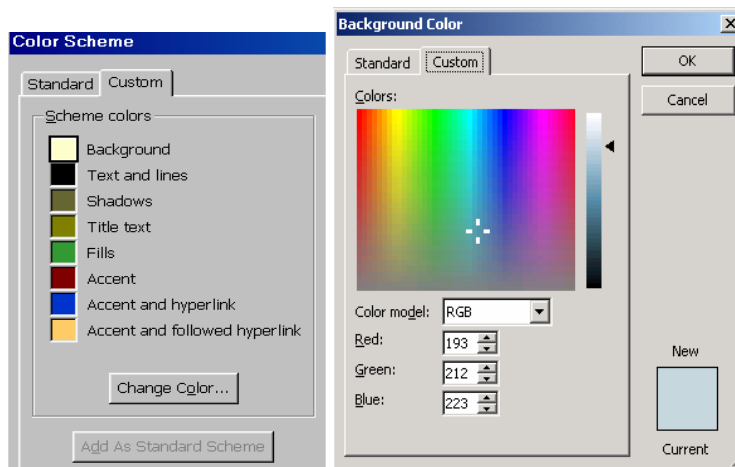 Color Scheme
Standard Custom
Scheme colors
Background
Text and lines
Shadows
Title text
Fills
Accent
Accent and hyperlink
Accent and followed hyperlink
Change Color...
Add As Standard Scheme
Background Color
Standard Custom
OK
Cancel
Colors:
Color model: RGB
Red: 193
Green: 212
Blue: 223
New
Current